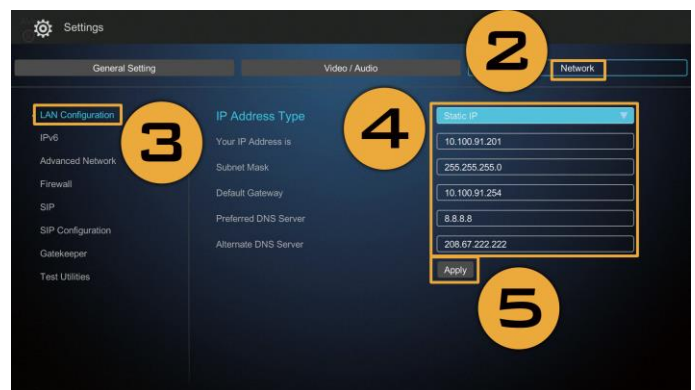 Settings
2
General Setting
Video / Audio
Network
LAN Configuration
IPv6
Advanced Network
Firewall
SIP
SIP Configuration
Gatekeeper
Test Utilities
3
IP Address Type
Your IP Address is
Subnet Mask
Default Gateway
Preferred DNS Server
Alternate DNS Server
4
Static IP
10.100.91.201
255.255.255.0
10.100.91.254
8.8.8.8
208.67.222.222
Apply
5